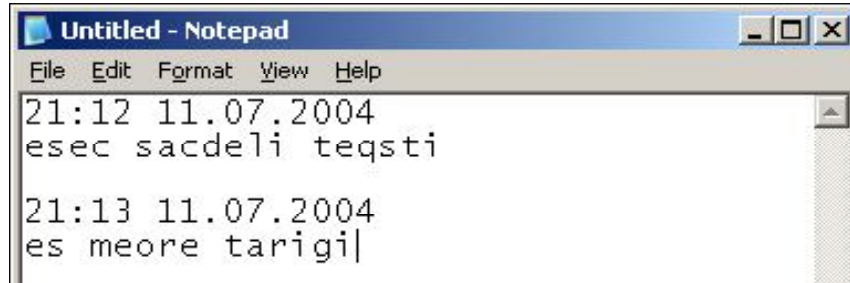 Untitled - Notepad
File Edit Format View Help
21:12 11.07.2004
esec sacdeli teqsti

21:13 11.07.2004
es meore tarigi